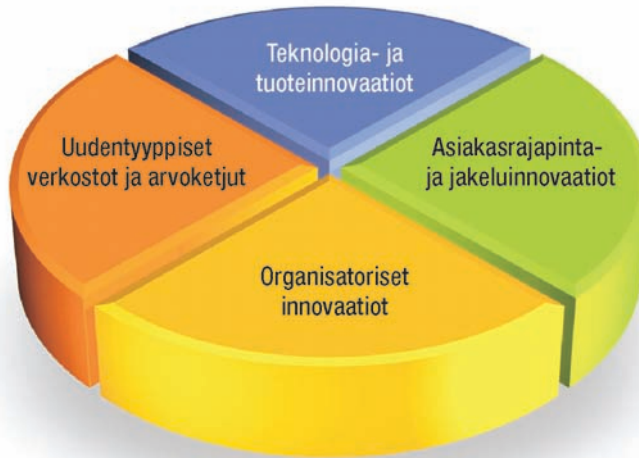 Teknologia- ja
tuoteinnovaatiot
Uudentyyppiset
verkostot ja arvoketjut
Asiakasrajapinta-
ja jakeluinnovaatiot
Organisatoriset
innovaatiot